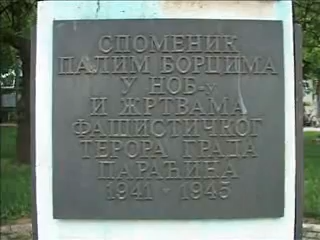 СПОМЕНИК
ПАЛИМ БОРЦИМА
У НОБ-у
И ЖРТВАМА
ФАШИСТИЧКОГ
ТЕРОРА ГРАДА
ПАРАЋИНА
1941 - 1945